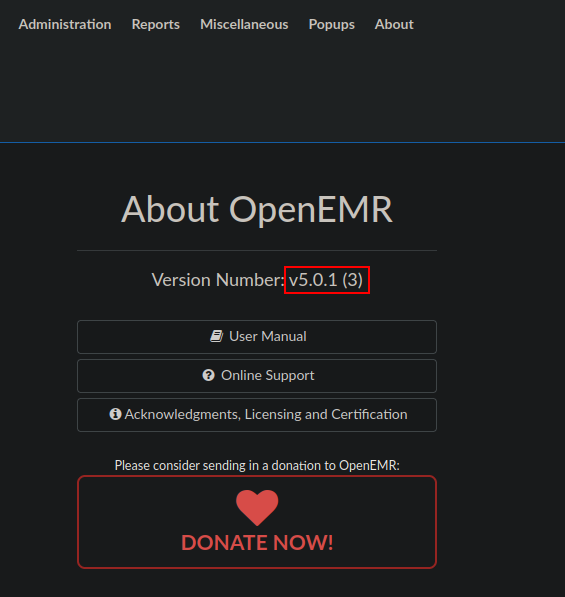 Administration Reports Miscellaneous Popups About
About OpenEMR
Version Number: v5.0.1 (3)
User Manual
Online Support
Acknowledgments, Licensing and Certification
Please consider sending in a donation to OpenEMR:
DONATE NOW!